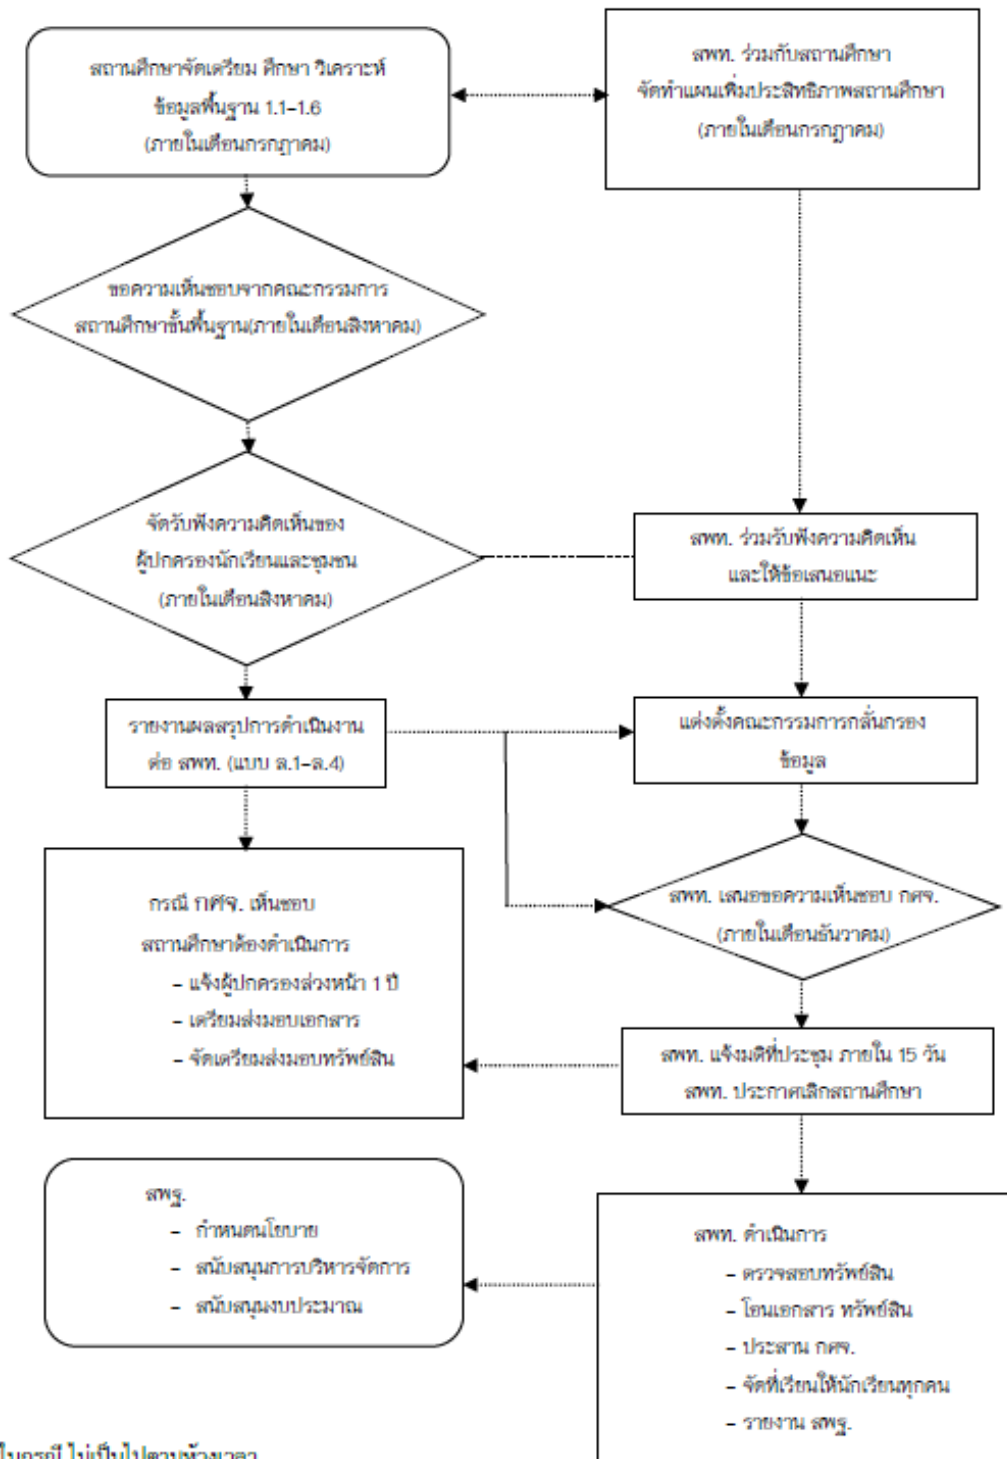 สถานศึกษาจัดเตรียม ศึกษา วิเคราะห์
ข้อมูลพื้นฐาน 1.1-1.6
(ภายในเดือนกรกฎาคม)
สพท. ร่วมกับสถานศึกษา
จัดทำแผนเพิ่มประสิทธิภาพสถานศึกษา
(ภายในเดือนกรกฎาคม)
ขอความเห็นชอบจากคณะกรรมการ
สถานศึกษาขั้นพื้นฐาน(ภายในเดือนสิงหาคม)
จัดรับฟังความคิดเห็นของ
ผู้ปกครองนักเรียนและชุมชน
(ภายในเดือนสิงหาคม)
สพท. ร่วมรับฟังความคิดเห็น
และให้ข้อเสนอแนะ
รายงานผลสรุปการดำเนินงาน
ต่อ สพท. (แบบ ล.1-ล.4)
แต่งตั้งคณะกรรมการกลั่นกรอง
ข้อมูล
กรณี กศจ. เห็นชอบ
สถานศึกษาต้องดำเนินการ
- แจ้งผู้ปกครองล่วงหน้า 1 ปี
- เตรียมส่งมอบเอกสาร
- จัดเตรียมส่งมอบทรัพย์สิน
สพท. เสนอขอความเห็นชอบ กศจ.
(ภายในเดือนธันวาคม)
สพท. แจ้งมติที่ประชุม ภายใน 15 วัน
สพท. ประกาศเลิกสถานศึกษา
สพฐ.
- กำหนดนโยบาย
- สนับสนุนการบริหารจัดการ
- สนับสนุนงบประมาณ
สพท. ดำเนินการ
- ตรวจสอบทรัพย์สิน
- โอนเอกสาร ทรัพย์สิน
- ประสาน กศจ.
- จัดที่เรียนให้นักเรียนทุกคน
- รายงาน สพฐ.
ในกรณี ไม่เป็นไปตามห้วงเวลา